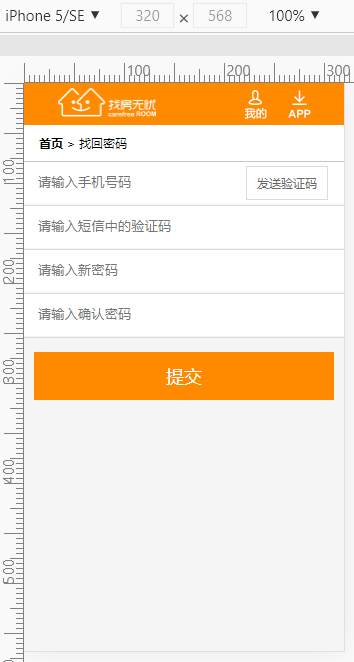 iPhone 5/SE ▼ 320 × 568 100% ▼
100 200 300
找房无忧
carefree ROOM
我的 APP
首页 > 找回密码
100
请输入手机号码 发送验证码
请输入短信中的验证码
200
请输入新密码
请输入确认密码
300
提交
400
500